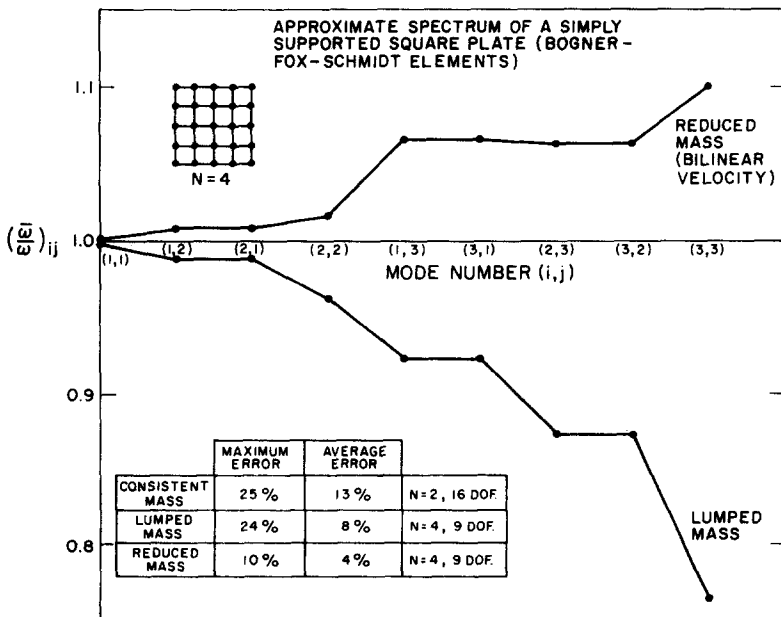 APPROXIMATE SPECTRUM OF A SIMPLY
SUPPORTED SQUARE PLATE (BOGNER-
FOX-SCHMIDT ELEMENTS)
1.1
N=4
REDUCED
MASS
(BILINEAR
VELOCITY)
(ω̄/ω)ij
1.0
(1,1)
(1,2)
(2,1)
(2,2)
(1,3)
(3,1)
(2,3)
(3,2)
(3,3)
MODE NUMBER (i,j)
0.9
MAXIMUM ERROR
AVERAGE ERROR
CONSISTENT MASS
25%
13%
N=2, 16 DOF.
LUMPED MASS
24%
8%
N=4, 9 DOF.
REDUCED MASS
10%
4%
N=4, 9 DOF.
LUMPED
MASS
0.8